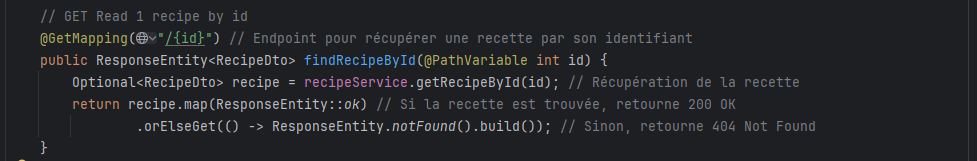 // GET Read 1 recipe by id
@GetMapping("/{id}") // Endpoint pour récupérer une recette par son identifiant
public ResponseEntity<RecipeDto> findRecipeById(@PathVariable int id) {
Optional<RecipeDto> recipe = recipeService.getRecipeById(id); // Récupération de la recette
return recipe.map(ResponseEntity::ok) // Si la recette est trouvée, retourne 200 OK
.orElseGet(() -> ResponseEntity.notFound().build()); // Sinon, retourne 404 Not Found
}